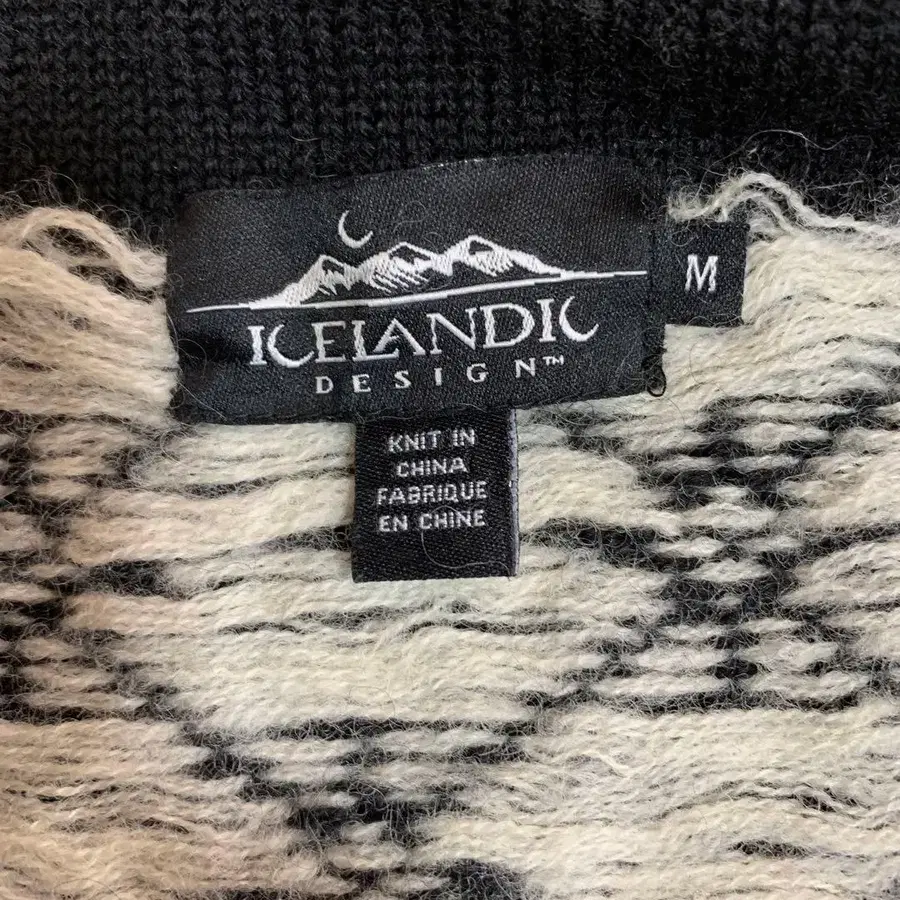 ICELANDIC
DESIGN™
M
KNIT IN
CHINA
FABRIQUE
EN CHINE